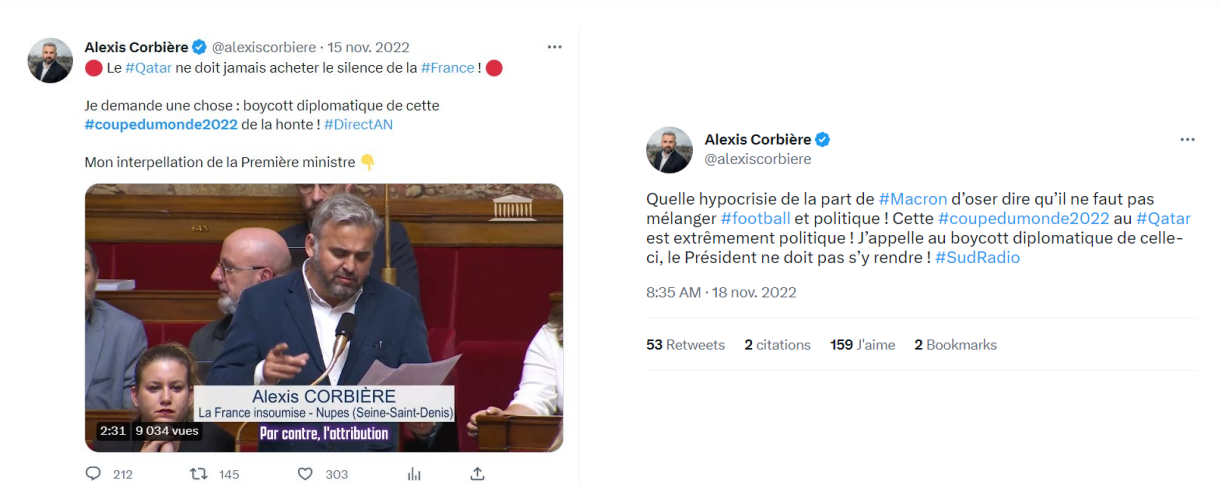 Alexis Corbière @alexiscorbiere · 15 nov. 2022
🔴 Le #Qatar ne doit jamais acheter le silence de la #France ! 🔴
Je demande une chose : boycott diplomatique de cette
#coupedumonde2022 de la honte ! #DirectAN
Mon interpellation de la Première ministre 👇
Alexis CORBIÈRE
La France insoumise - Nupes (Seine-Saint-Denis)
2:31 9 034 vues
Par contre, l'attribution
212 145 303
Alexis Corbière
@alexiscorbiere
Quelle hypocrisie de la part de #Macron d’oser dire qu’il ne faut pas
mélanger #football et politique ! Cette #coupedumonde2022 au #Qatar
est extrêmement politique ! J’appelle au boycott diplomatique de celle-
ci, le Président ne doit pas s’y rendre ! #SudRadio
8:35 AM · 18 nov. 2022
53 Retweets 2 citations 159 J'aime 2 Bookmarks